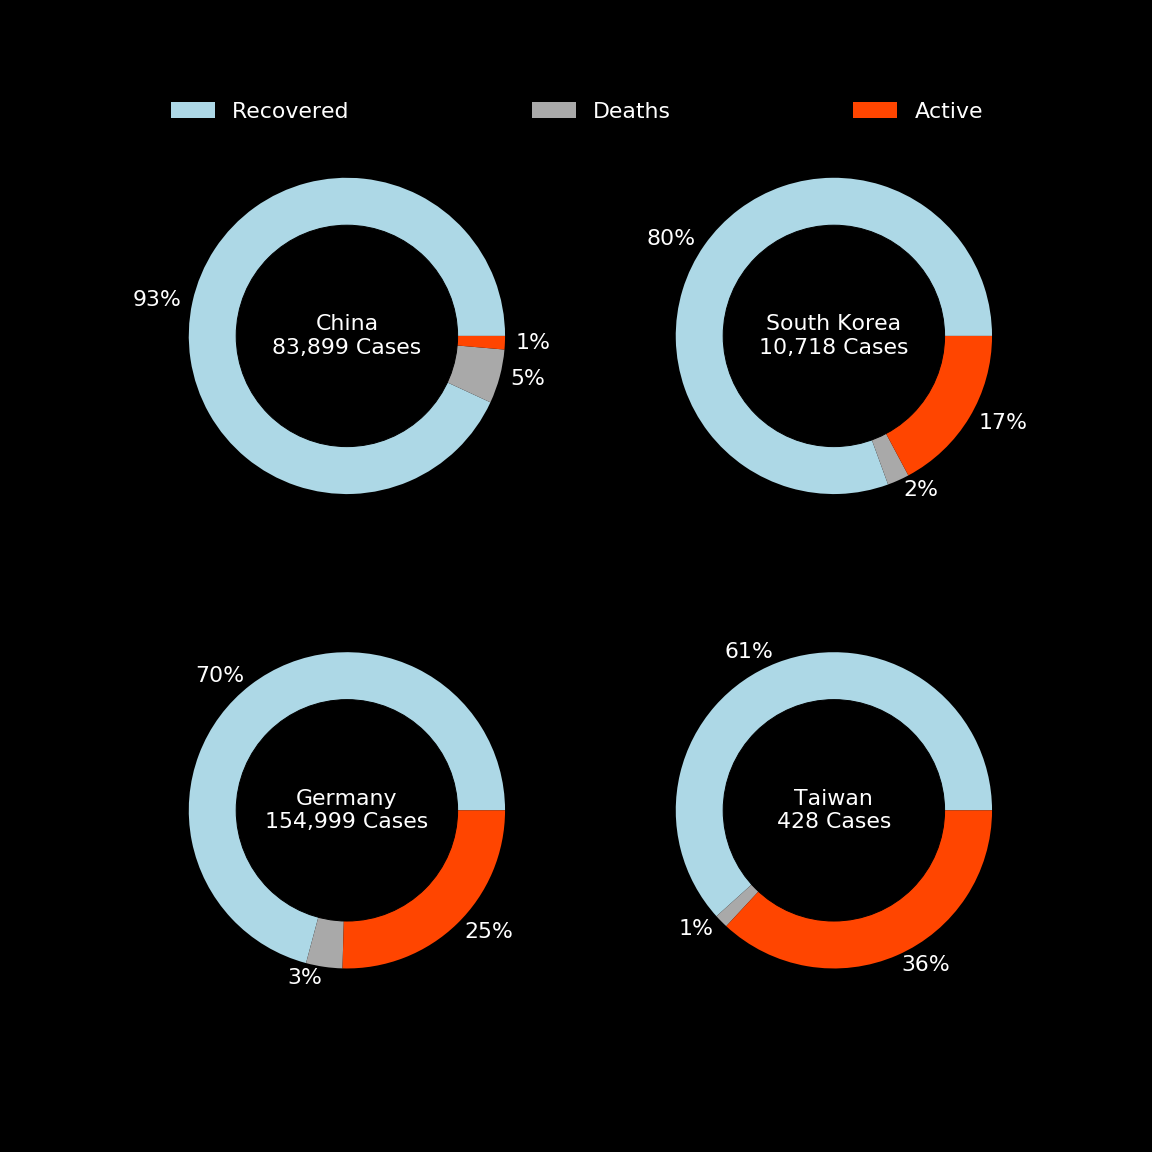 Recovered
Deaths
Active
93%
China
83,899 Cases
1%
5%
80%
South Korea
10,718 Cases
17%
2%
70%
Germany
154,999 Cases
25%
3%
61%
Taiwan
428 Cases
1%
36%